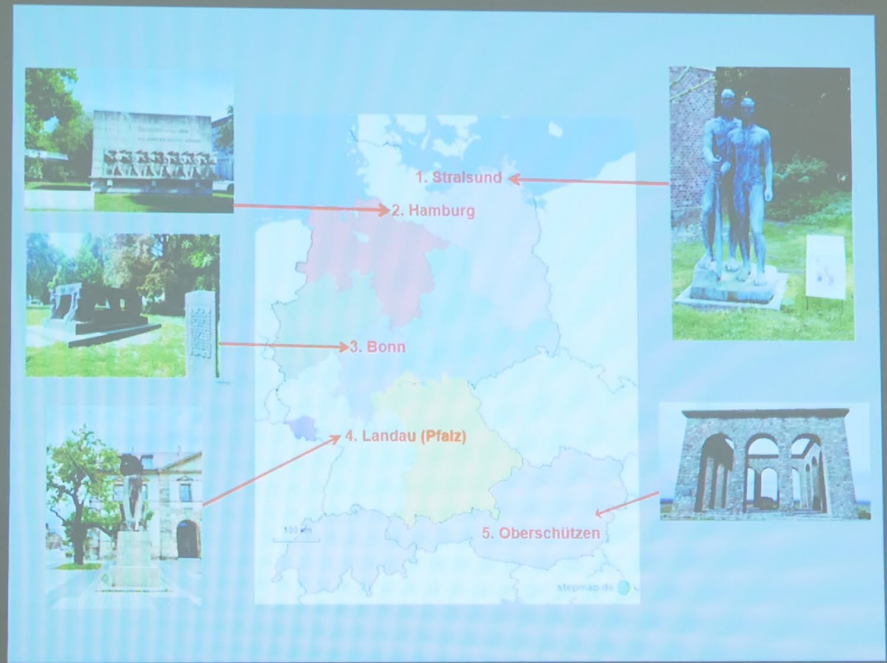 1. Stralsund
2. Hamburg
3. Bonn
4. Landau (Pfalz)
5. Oberschützen
stepmap.de